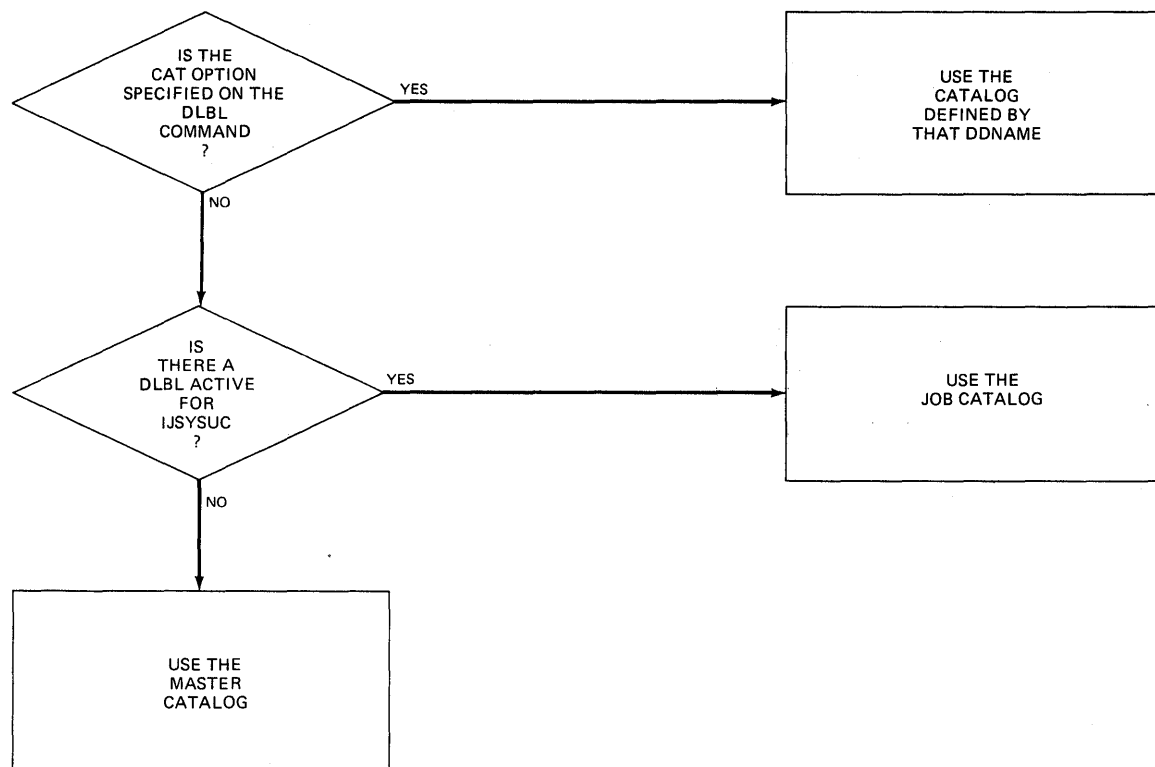 IS THE
CAT OPTION
SPECIFIED ON THE
DLBL
COMMAND
?
YES
USE THE
CATALOG
DEFINED BY
THAT DDNAME
NO
IS
THERE A
DLBL ACTIVE
FOR
IJSYSUC
?
YES
USE THE
JOB CATALOG
NO
USE THE
MASTER
CATALOG